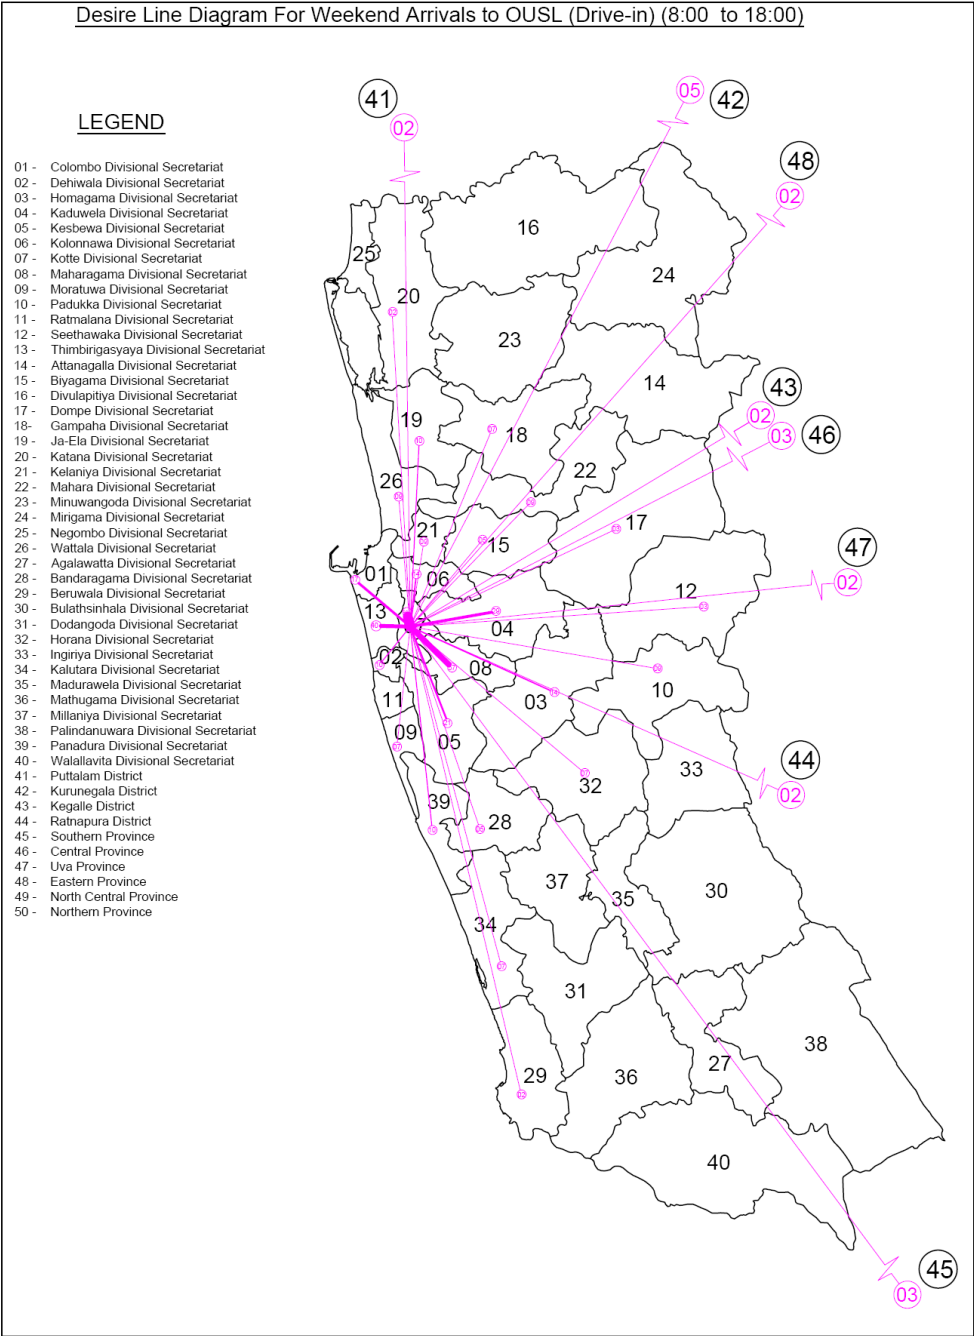 Desire Line Diagram For Weekend Arrivals to OUSL (Drive-in) (8:00 to 18:00)
LEGEND
01 - Colombo Divisional Secretariat
02 - Dehiwala Divisional Secretariat
03 - Homagama Divisional Secretariat
04 - Kaduwela Divisional Secretariat
05 - Kesbewa Divisional Secretariat
06 - Kolonnawa Divisional Secretariat
07 - Kotte Divisional Secretariat
08 - Maharagama Divisional Secretariat
09 - Moratuwa Divisional Secretariat
10 - Padukka Divisional Secretariat
11 - Ratmalana Divisional Secretariat
12 - Seethawaka Divisional Secretariat
13 - Thimbirigasyaya Divisional Secretariat
14 - Attanagalla Divisional Secretariat
15 - Biyagama Divisional Secretariat
16 - Divulapitiya Divisional Secretariat
17 - Dompe Divisional Secretariat
18- Gampaha Divisional Secretariat
19 - Ja-Ela Divisional Secretariat
20 - Katana Divisional Secretariat
21 - Kelaniya Divisional Secretariat
22 - Mahara Divisional Secretariat
23 - Minuwangoda Divisional Secretariat
24 - Mirigama Divisional Secretariat
25 - Negombo Divisional Secretariat
26 - Wattala Divisional Secretariat
27 - Agalawatta Divisional Secretariat
28 - Bandaragama Divisional Secretariat
29 - Beruwala Divisional Secretariat
30 - Bulathsinhala Divisional Secretariat
31 - Dodangoda Divisional Secretariat
32 - Horana Divisional Secretariat
33 - Ingiriya Divisional Secretariat
34 - Kalutara Divisional Secretariat
35 - Madurawela Divisional Secretariat
36 - Mathugama Divisional Secretariat
37 - Millaniya Divisional Secretariat
38 - Palindanuwara Divisional Secretariat
39 - Panadura Divisional Secretariat
40 - Walallavita Divisional Secretariat
41 - Puttalam District
42 - Kurunegala District
43 - Kegalle District
44 - Ratnapura District
45 - Southern Province
46 - Central Province
47 - Uva Province
48 - Eastern Province
49 - North Central Province
50 - Northern Province
41
02
05
42
48
02
16
25
24
20
23
14
43
02
03
46
19
18
22
26
17
21
15
47
02
01
06
12
13
04
02
08
10
03
11
09
05
33
44
02
32
39
28
37
35
30
34
31
38
27
29
36
40
45
03